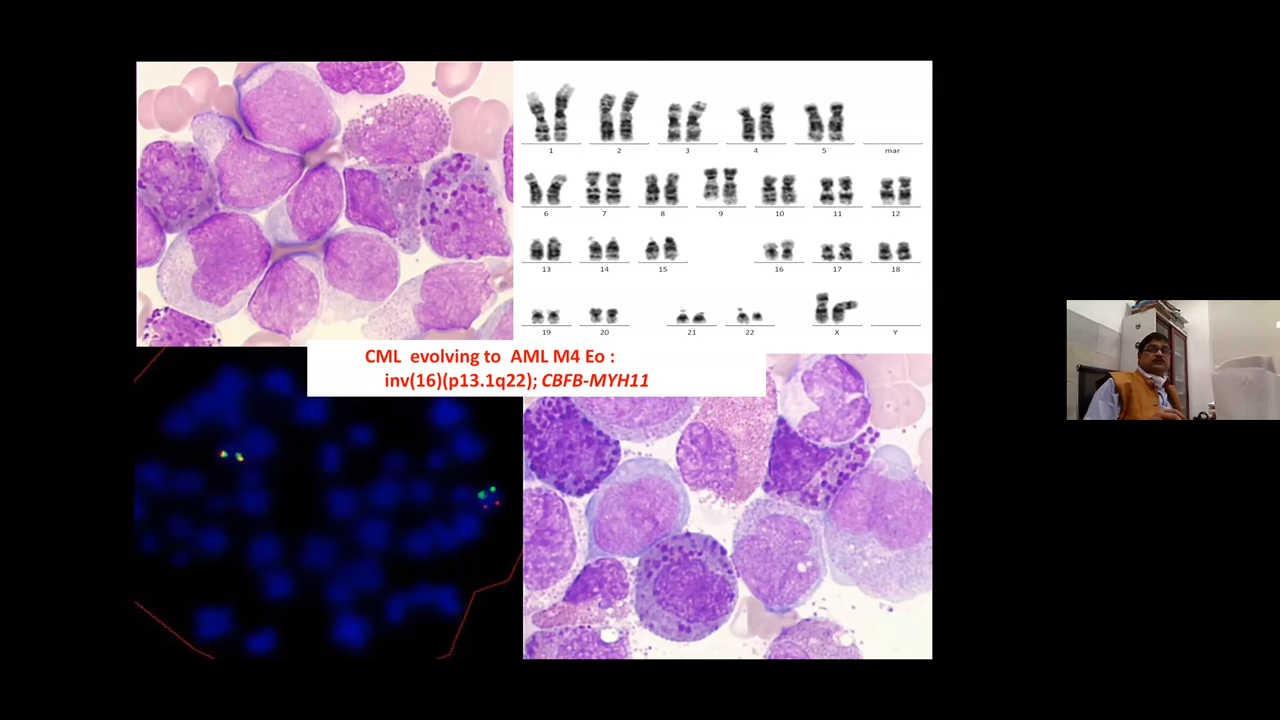 1 2 3 4 5 mar
6 7 8 9 10 11 12
13 14 15 16 17 18
19 20 21 22 X Y
CML evolving to AML M4 Eo :
inv(16)(p13.1q22); CBFB-MYH11